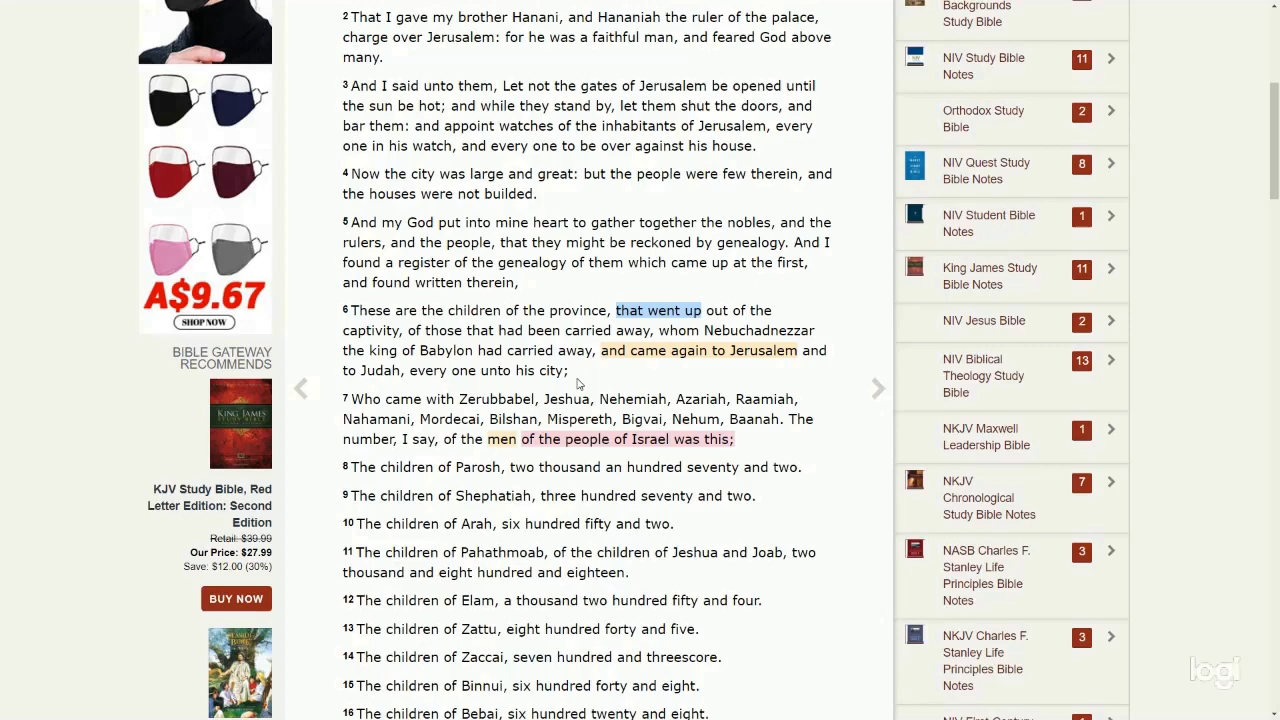 A$9.67
SHOP NOW
BIBLE GATEWAY
RECOMMENDS
KJV Study Bible, Red
Letter Edition: Second
Edition
Retail: $39.99
Our Price: $27.99
Save: $12.00 (30%)
BUY NOW
2 That I gave my brother Hanani, and Hananiah the ruler of the palace,
charge over Jerusalem: for he was a faithful man, and feared God above
many.
3 And I said unto them, Let not the gates of Jerusalem be opened until
the sun be hot; and while they stand by, let them shut the doors, and
bar them: and appoint watches of the inhabitants of Jerusalem, every
one in his watch, and every one to be over against his house.
4 Now the city was large and great: but the people were few therein, and
the houses were not builded.
5 And my God put into mine heart to gather together the nobles, and the
rulers, and the people, that they might be reckoned by genealogy. And I
found a register of the genealogy of them which came up at the first,
and found written therein,
6 These are the children of the province, that went up out of the
captivity, of those that had been carried away, whom Nebuchadnezzar
the king of Babylon had carried away, and came again to Jerusalem and
to Judah, every one unto his city;
7 Who came with Zerubbabel, Jeshua, Nehemiah, Azariah, Raamiah,
Nahamani, Mordecai, Bilshan, Mispereth, Bigvai, Nehum, Baanah. The
number, I say, of the men of the people of Israel was this;
8 The children of Parosh, two thousand an hundred seventy and two.
9 The children of Shephatiah, three hundred seventy and two.
10 The children of Arah, six hundred fifty and two.
11 The children of Pahathmoab, of the children of Jeshua and Joab, two
thousand and eight hundred and eighteen.
12 The children of Elam, a thousand two hundred fifty and four.
13 The children of Zattu, eight hundred forty and five.
14 The children of Zaccai, seven hundred and threescore.
15 The children of Binnui, six hundred forty and eight.
16 The children of Bebai, six hundred twenty and eight.
Backgrounds
Study Bible
NIV Study Bible
Notes
11
Orthodox Study
Bible
2
NIV Quest Study
Bible Notes
8
NIV Student Bible
Notes
1
King James Study
Bible Notes
11
NIV Jesus Bible
2
NIV Biblical
Theology Study
Bible
13
NKJV Maxwell
Leadership Bible
1
NKJV
Chronological
Study Bible Notes
7
NASB Charles F.
Stanley Life
Principles Bible
Notes
3
NKJV Charles F.
Stanley Life
Principles Bible
Notes
3
NIV First-Century
logi